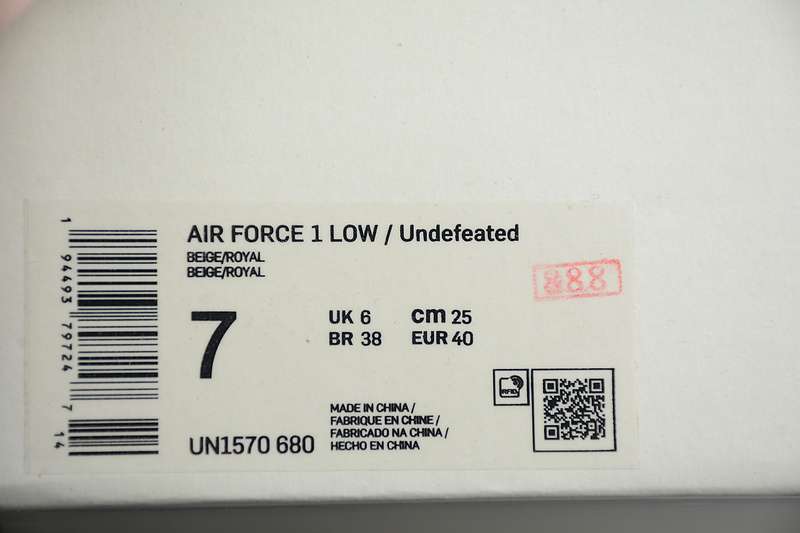 AIR FORCE 1 LOW / Undefeated
BEIGE/ROYAL
BEIGE/ROYAL
7
UK 6 cm 25
BR 38 EUR 40
888
RFID
MADE IN CHINA /
FABRIQUE EN CHINE /
FABRICADO NA CHINA /
HECHO EN CHINA
UN1570 680
1 94493 79724 7 14